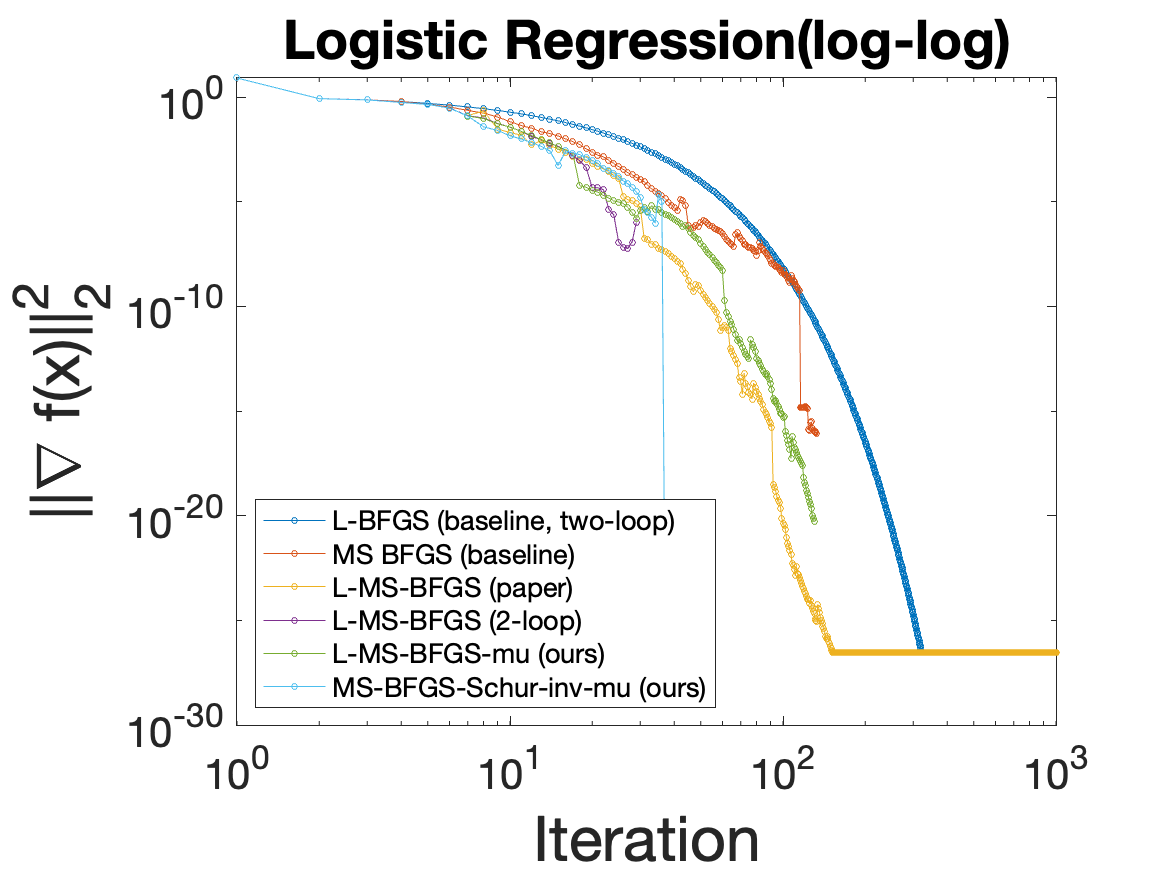 Logistic Regression(log-log)
10^0
10^-10
10^-20
10^-30
||∇ f(x)||_2^2
L-BFGS (baseline, two-loop)
MS BFGS (baseline)
L-MS-BFGS (paper)
L-MS-BFGS (2-loop)
L-MS-BFGS-mu (ours)
MS-BFGS-Schur-inv-mu (ours)
10^0 10^1 10^2 10^3
Iteration